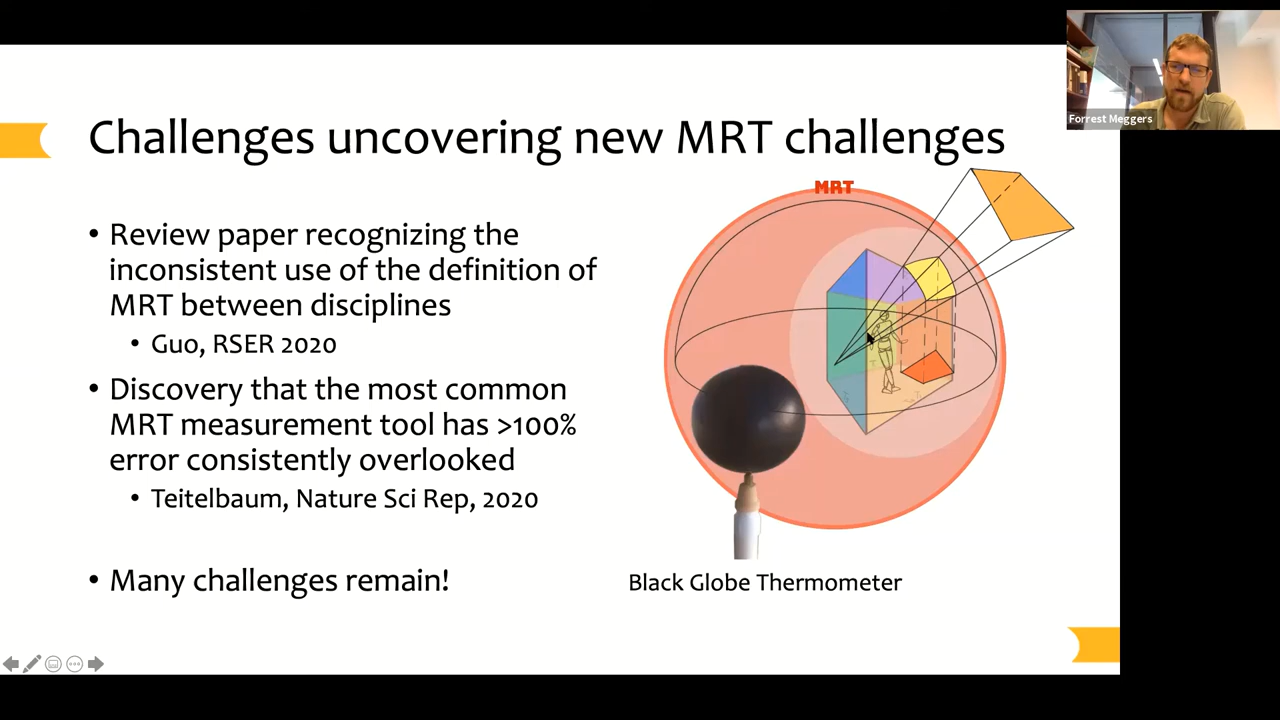 Forrest Meggers
Challenges uncovering new MRT challenges
• Review paper recognizing the
inconsistent use of the definition of
MRT between disciplines
• Guo, RSER 2020
• Discovery that the most common
MRT measurement tool has >100%
error consistently overlooked
• Teitelbaum, Nature Sci Rep, 2020
• Many challenges remain!
MRT
Black Globe Thermometer